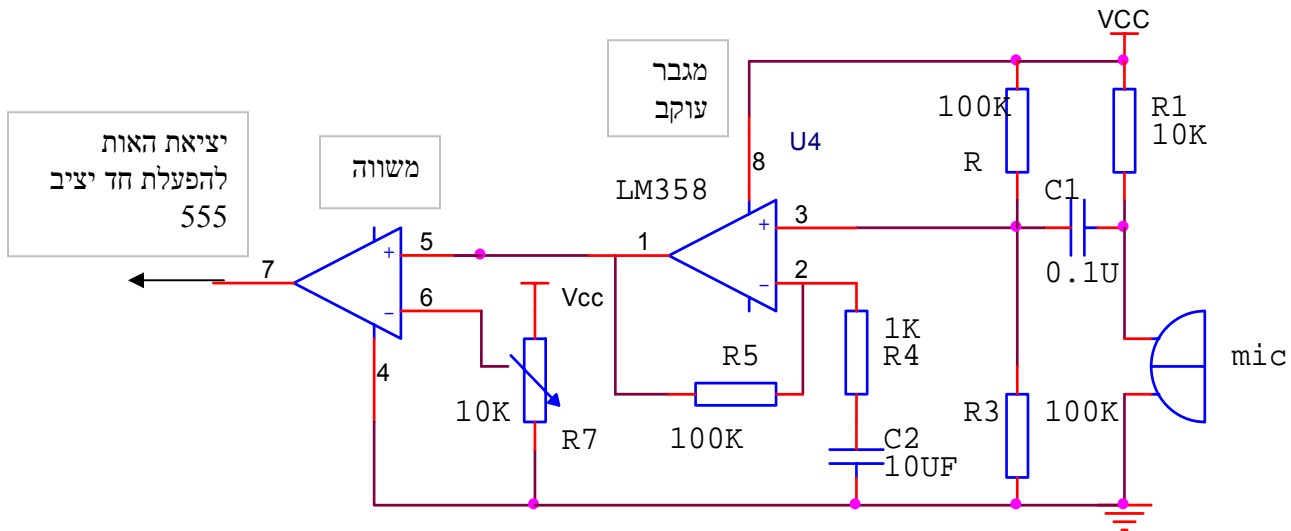 VCC
מגבר
עוקב
יציאת האות
להפעלת חד יציב
555
משווה
100K
R
R1
10K
U4
8
LM358
C1
0.1U
3
+
1
2
-
5
+
7
6
-
4
Vcc
1K
R4
R5
100K
mic
10K
R7
R3
100K
C2
10UF